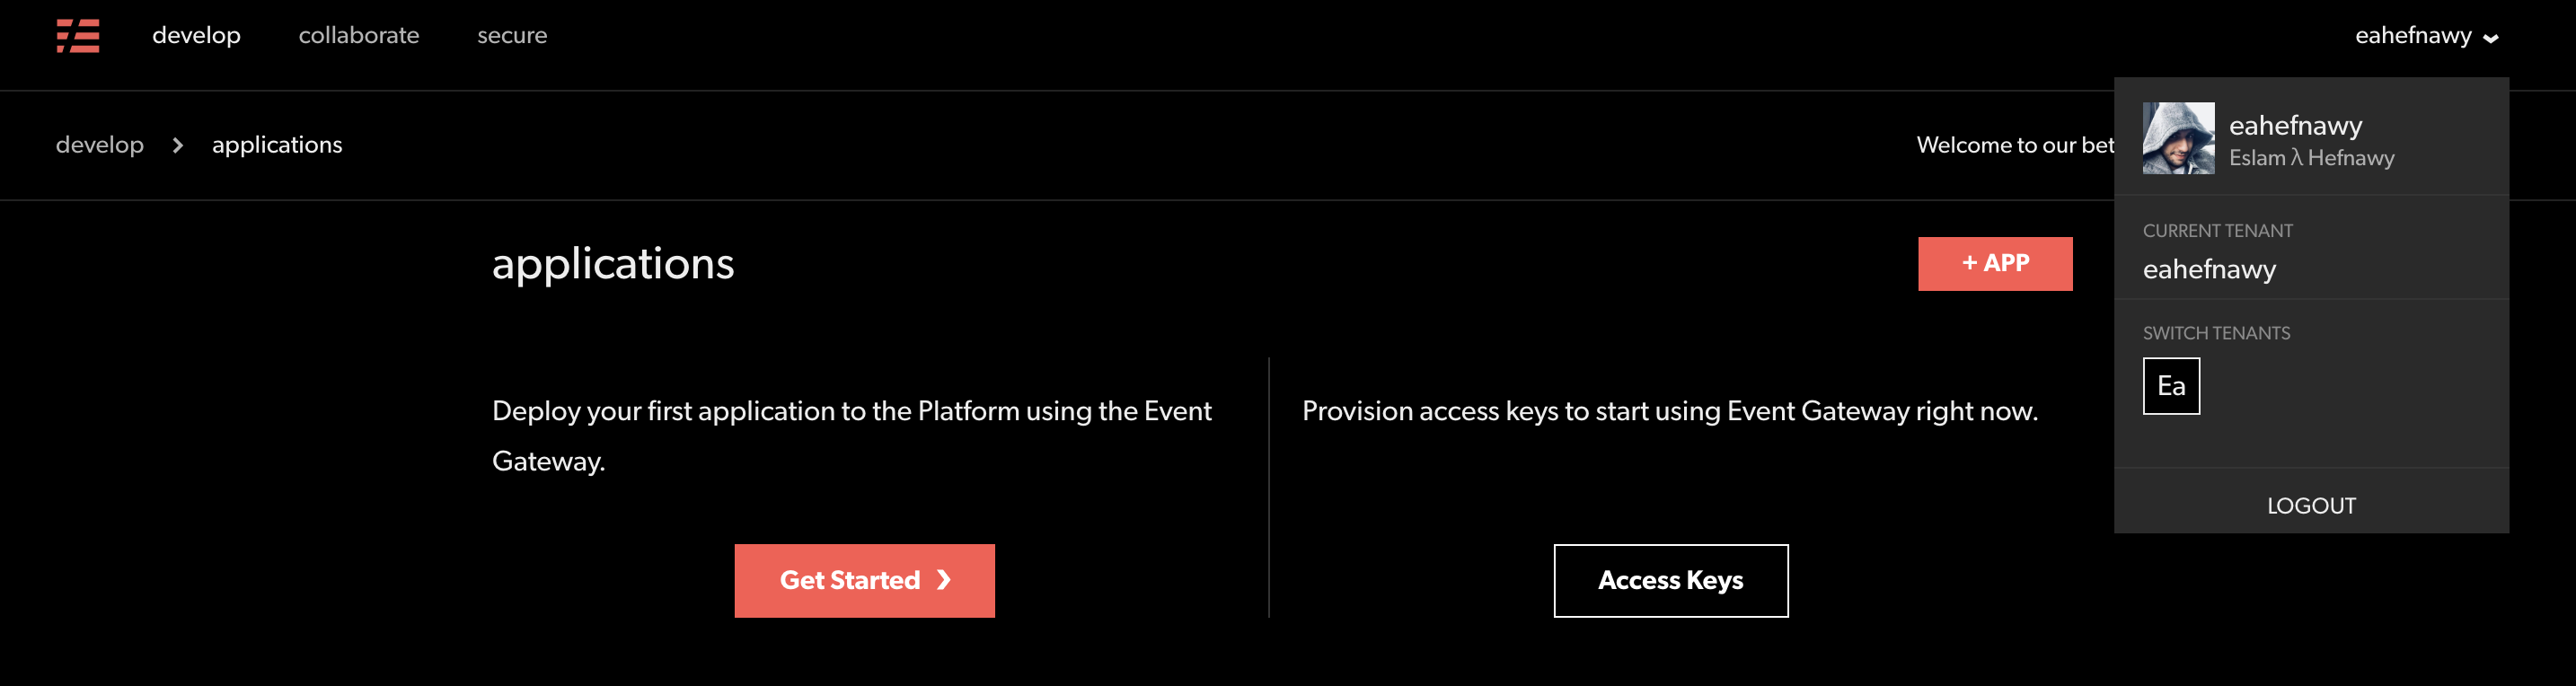 develop collaborate secure eahefnawy
develop applications Welcome to our bet
eahefnawy
Eslam λ Hefnawy
CURRENT TENANT
eahefnawy
SWITCH TENANTS
Ea
LOGOUT
applications + APP
Deploy your first application to the Platform using the Event
Gateway.
Get Started
Provision access keys to start using Event Gateway right now.
Access Keys